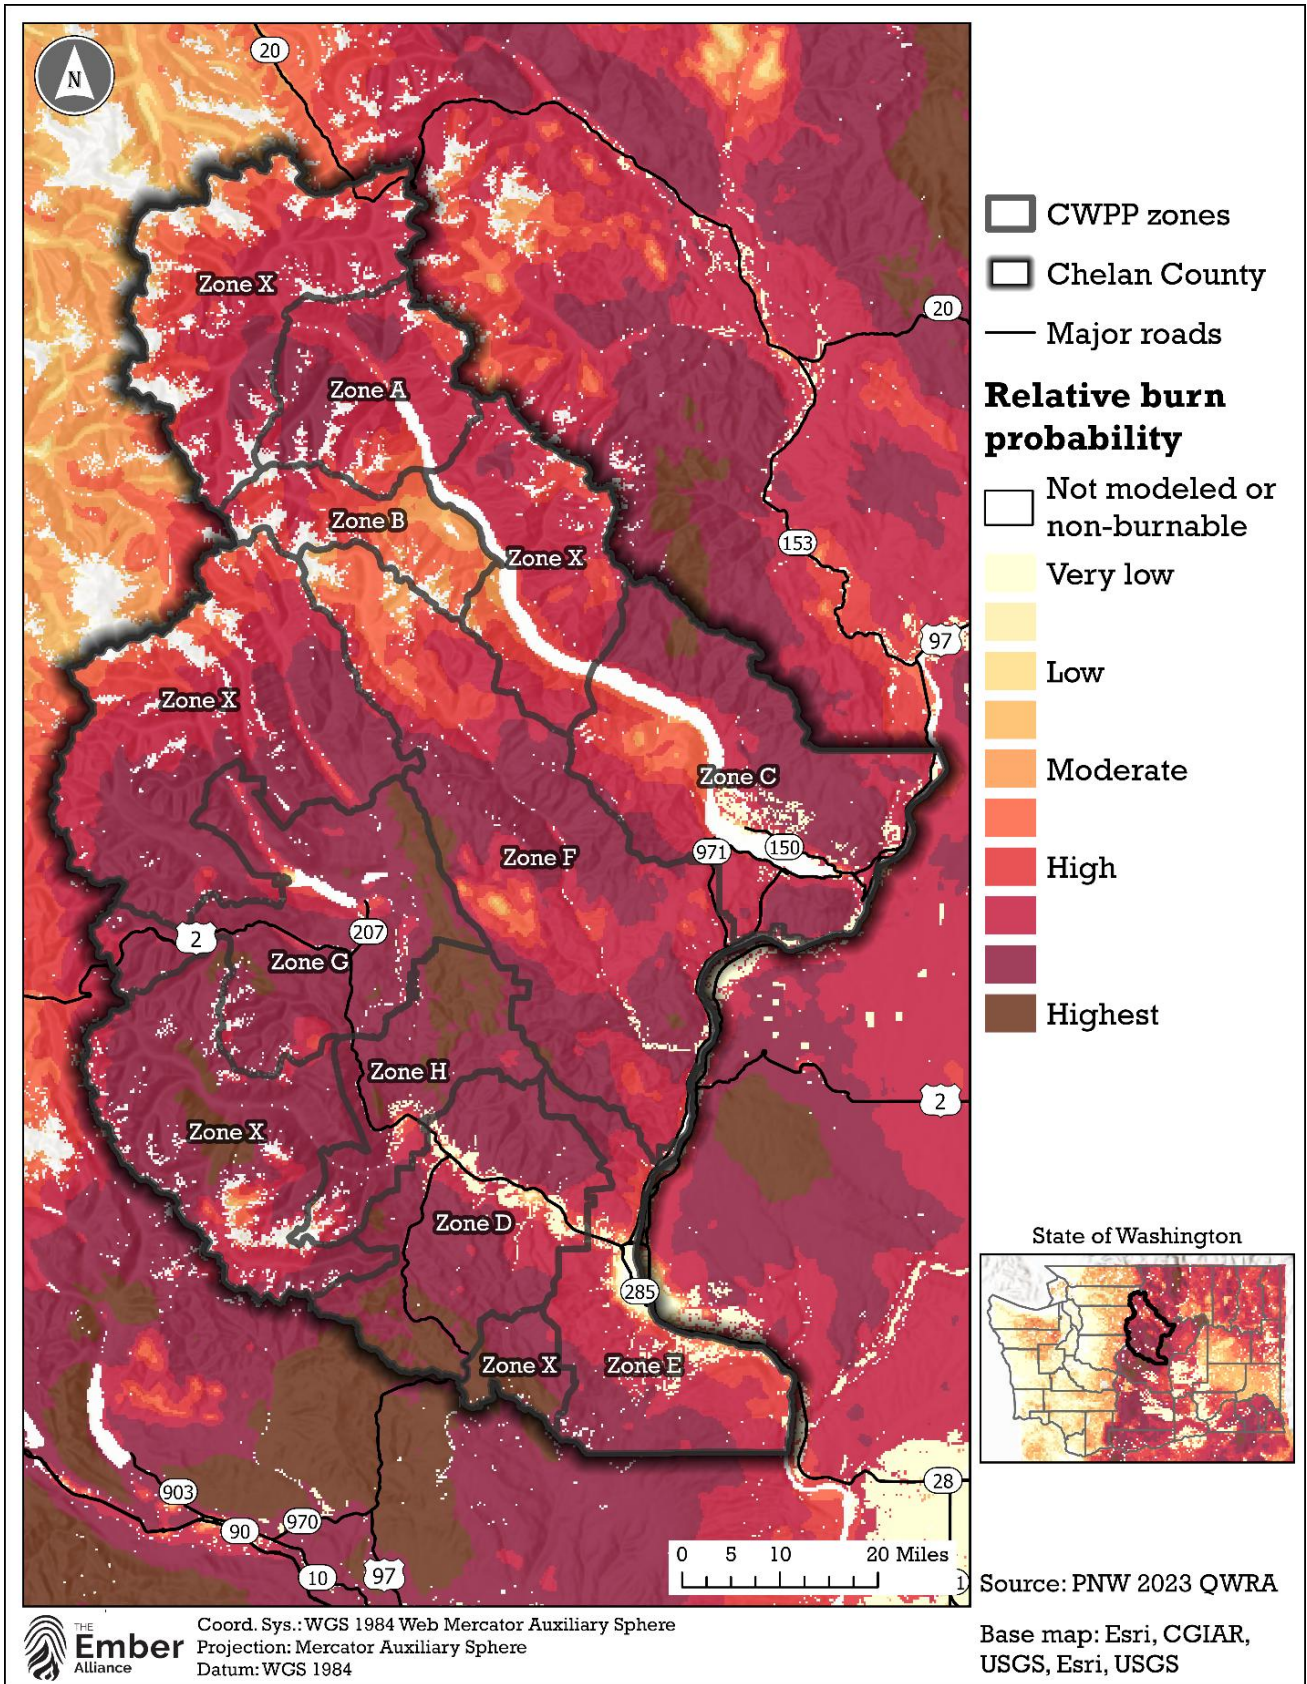 N
20
Zone X
20
Zone A
Zone B
Zone X
153
97
Zone X
Zone C
150
971
Zone F
2
207
Zone G
Zone H
2
Zone X
Zone D
285
Zone X
Zone E
28
903
970
90
10
97
1
0 5 10 20 Miles
CWPP zones
Chelan County
Major roads
Relative burn
probability
Not modeled or
non-burnable
Very low
Low
Moderate
High
Highest
State of Washington
Source: PNW 2023 QWRA
Base map: Esri, CGIAR,
USGS, Esri, USGS
THE
Ember
Alliance
Coord. Sys.: WGS 1984 Web Mercator Auxiliary Sphere
Projection: Mercator Auxiliary Sphere
Datum: WGS 1984